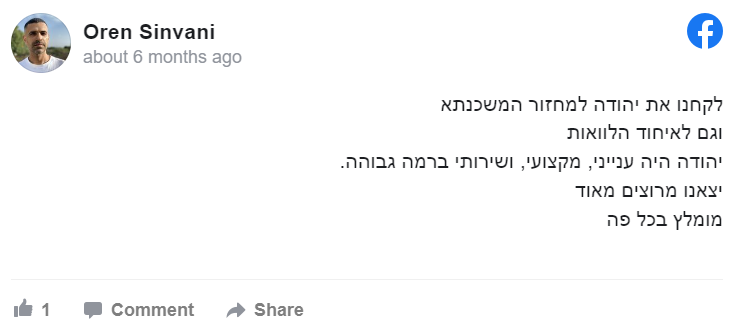 Oren Sinvani
about 6 months ago
לקחנו את יהודה למחזור המשכנתא
וגם לאיחוד הלוואות
יהודה היה ענייני, מקצועי, ושירותי ברמה גבוהה.
יצאנו מרוצים מאוד
מומלץ בכל פה
1 Comment Share